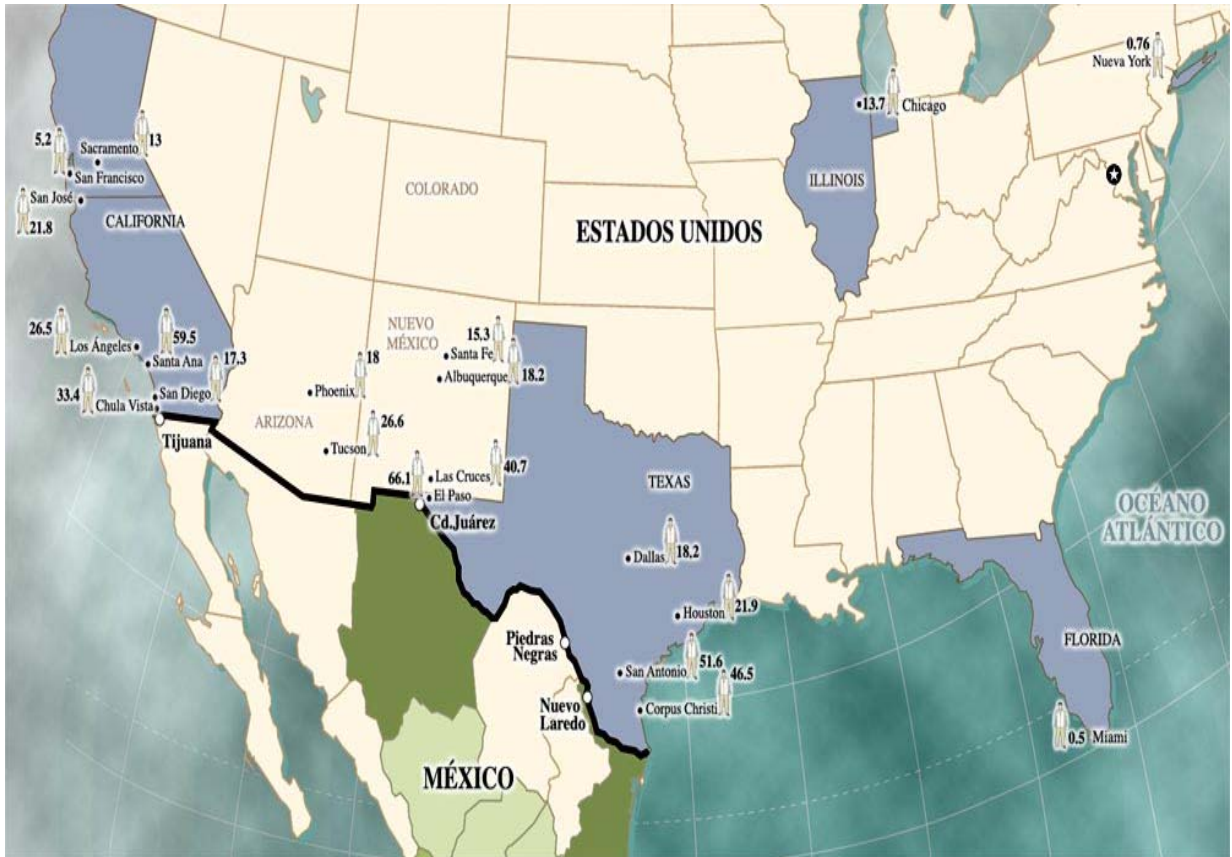 0.76
Nueva York
13.7 Chicago
5.2
Sacramento
13
San Francisco
San José
21.8
CALIFORNIA
COLORADO
ILLINOIS
ESTADOS UNIDOS
26.5
Los Ángeles
59.5
Santa Ana
17.3
33.4
San Diego
Chula Vista
Tijuana
NUEVO
MÉXICO
15.3
Santa Fe
Albuquerque
18.2
18
Phoenix
ARIZONA
26.6
Tucson
66.1
Las Cruces
40.7
El Paso
Cd.Juárez
TEXAS
Dallas
18,2
Houston
21.9
San Antonio
51.6
46.5
Corpus Christi
Piedras
Negras
Nuevo
Laredo
MÉXICO
OCÉANO
ATLÁNTICO
FLORIDA
0.5 Miami